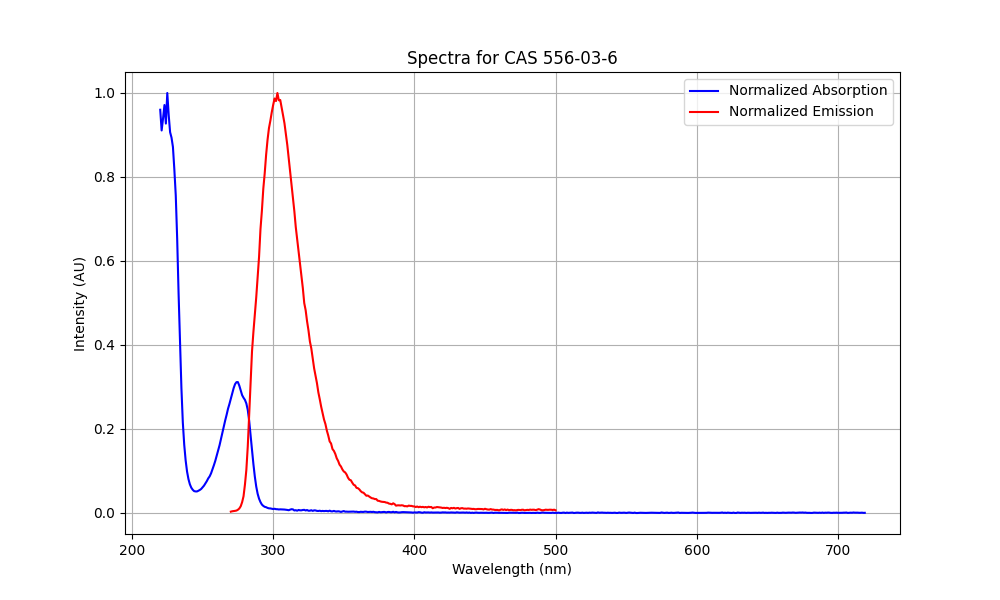 Spectra for CAS 556-03-6
Normalized Absorption
Normalized Emission
1.0
0.8
0.6
0.4
0.2
0.0
Intensity (AU)
200 300 400 500 600 700
Wavelength (nm)